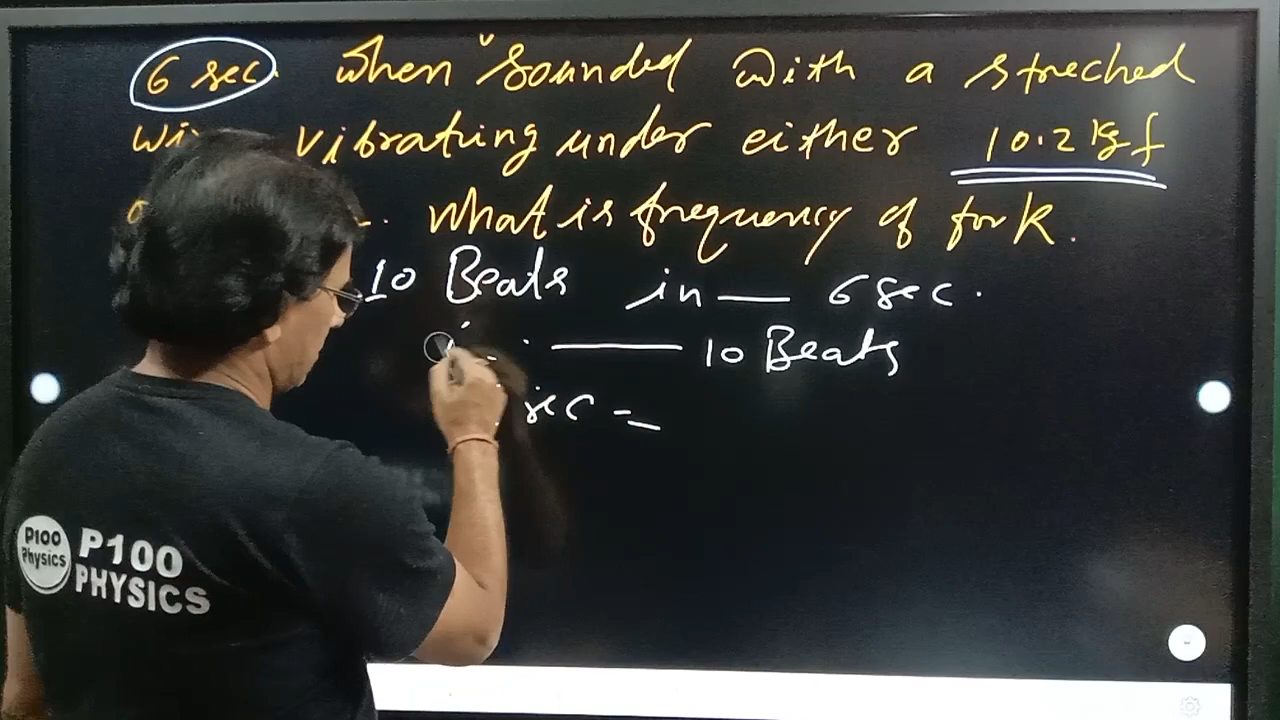 6 sec. when sounded with a streched
vibrating under either 10.2 kgf
what is frequency of fork.
10 Beats in — 6 sec.
— 10 Beats
sec =
P100
Physics
P100
PHYSICS